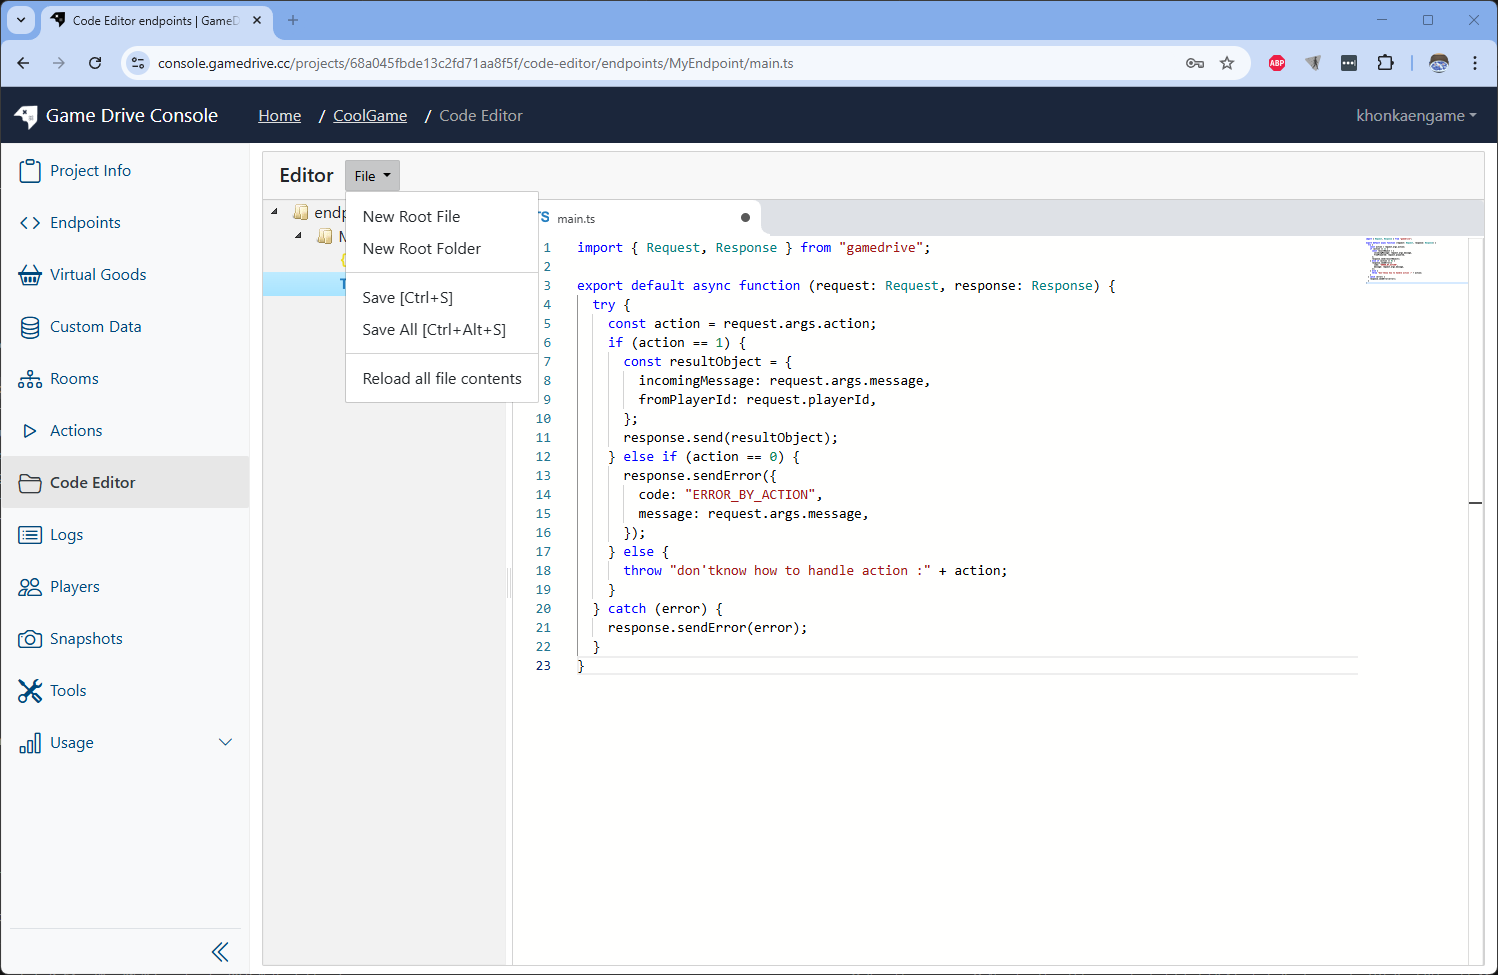 Code Editor endpoints | GameD
console.gamedrive.cc/projects/68a045fbde13c2fd71aa8f5f/code-editor/endpoints/MyEndpoint/main.ts
ABP
Game Drive Console
Home / CoolGame / Code Editor
khonkaengame
Project Info
Endpoints
Virtual Goods
Custom Data
Rooms
Actions
Code Editor
Logs
Players
Snapshots
Tools
Usage
Editor
File
New Root File
New Root Folder
Save [Ctrl+S]
Save All [Ctrl+Alt+S]
Reload all file contents
endp
TS main.ts
1 import { Request, Response } from "gamedrive";
2
3 export default async function (request: Request, response: Response) {
4 try {
5 const action = request.args.action;
6 if (action == 1) {
7 const resultObject = {
8 incomingMessage: request.args.message,
9 fromPlayerId: request.playerId,
10 };
11 response.send(resultObject);
12 } else if (action == 0) {
13 response.sendError({
14 code: "ERROR_BY_ACTION",
15 message: request.args.message,
16 });
17 } else {
18 throw "don'tknow how to handle action :" + action;
19 }
20 } catch (error) {
21 response.sendError(error);
22 }
23 }